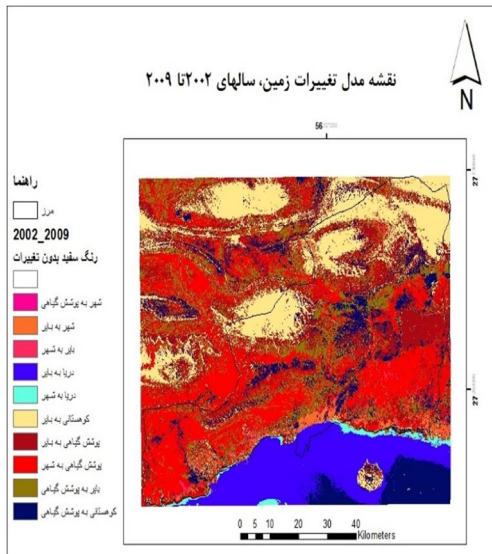 نقشه مدل تغییرات زمین، سالهای ۲۰۰۲تا ۲۰۰۹
N
56
27
27
راهنما
مرز
2002_2009
رنگ سفید بدون تغییرات
شهر به پوشش گیاهی
شهر به بایر
بایر به شهر
دریا به بایر
دریا به شهر
کوهستانی به بایر
پوشش گیاهی به بایر
پوشش گیاهی به شهر
بایر به پوشش گیاهی
کوهستانی به پوشش گیاهی
0 5 10 20 30 40
Kilometers